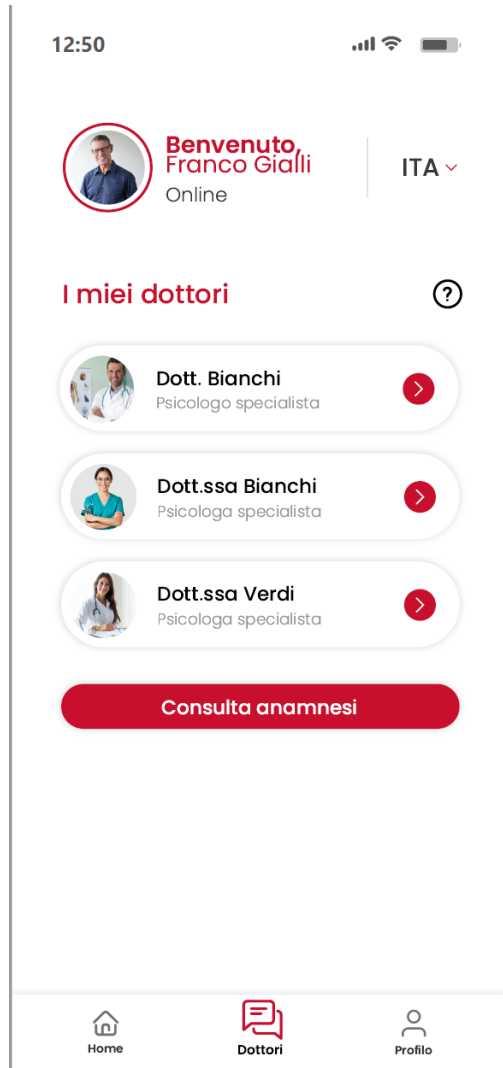 12:50
Benvenuto,
Franco Gialli
Online
ITA
I miei dottori
?
Dott. Bianchi
Psicologo specialista
Dott.ssa Bianchi
Psicologa specialista
Dott.ssa Verdi
Psicologa specialista
Consulta anamnesi
Home
Dottori
Profilo